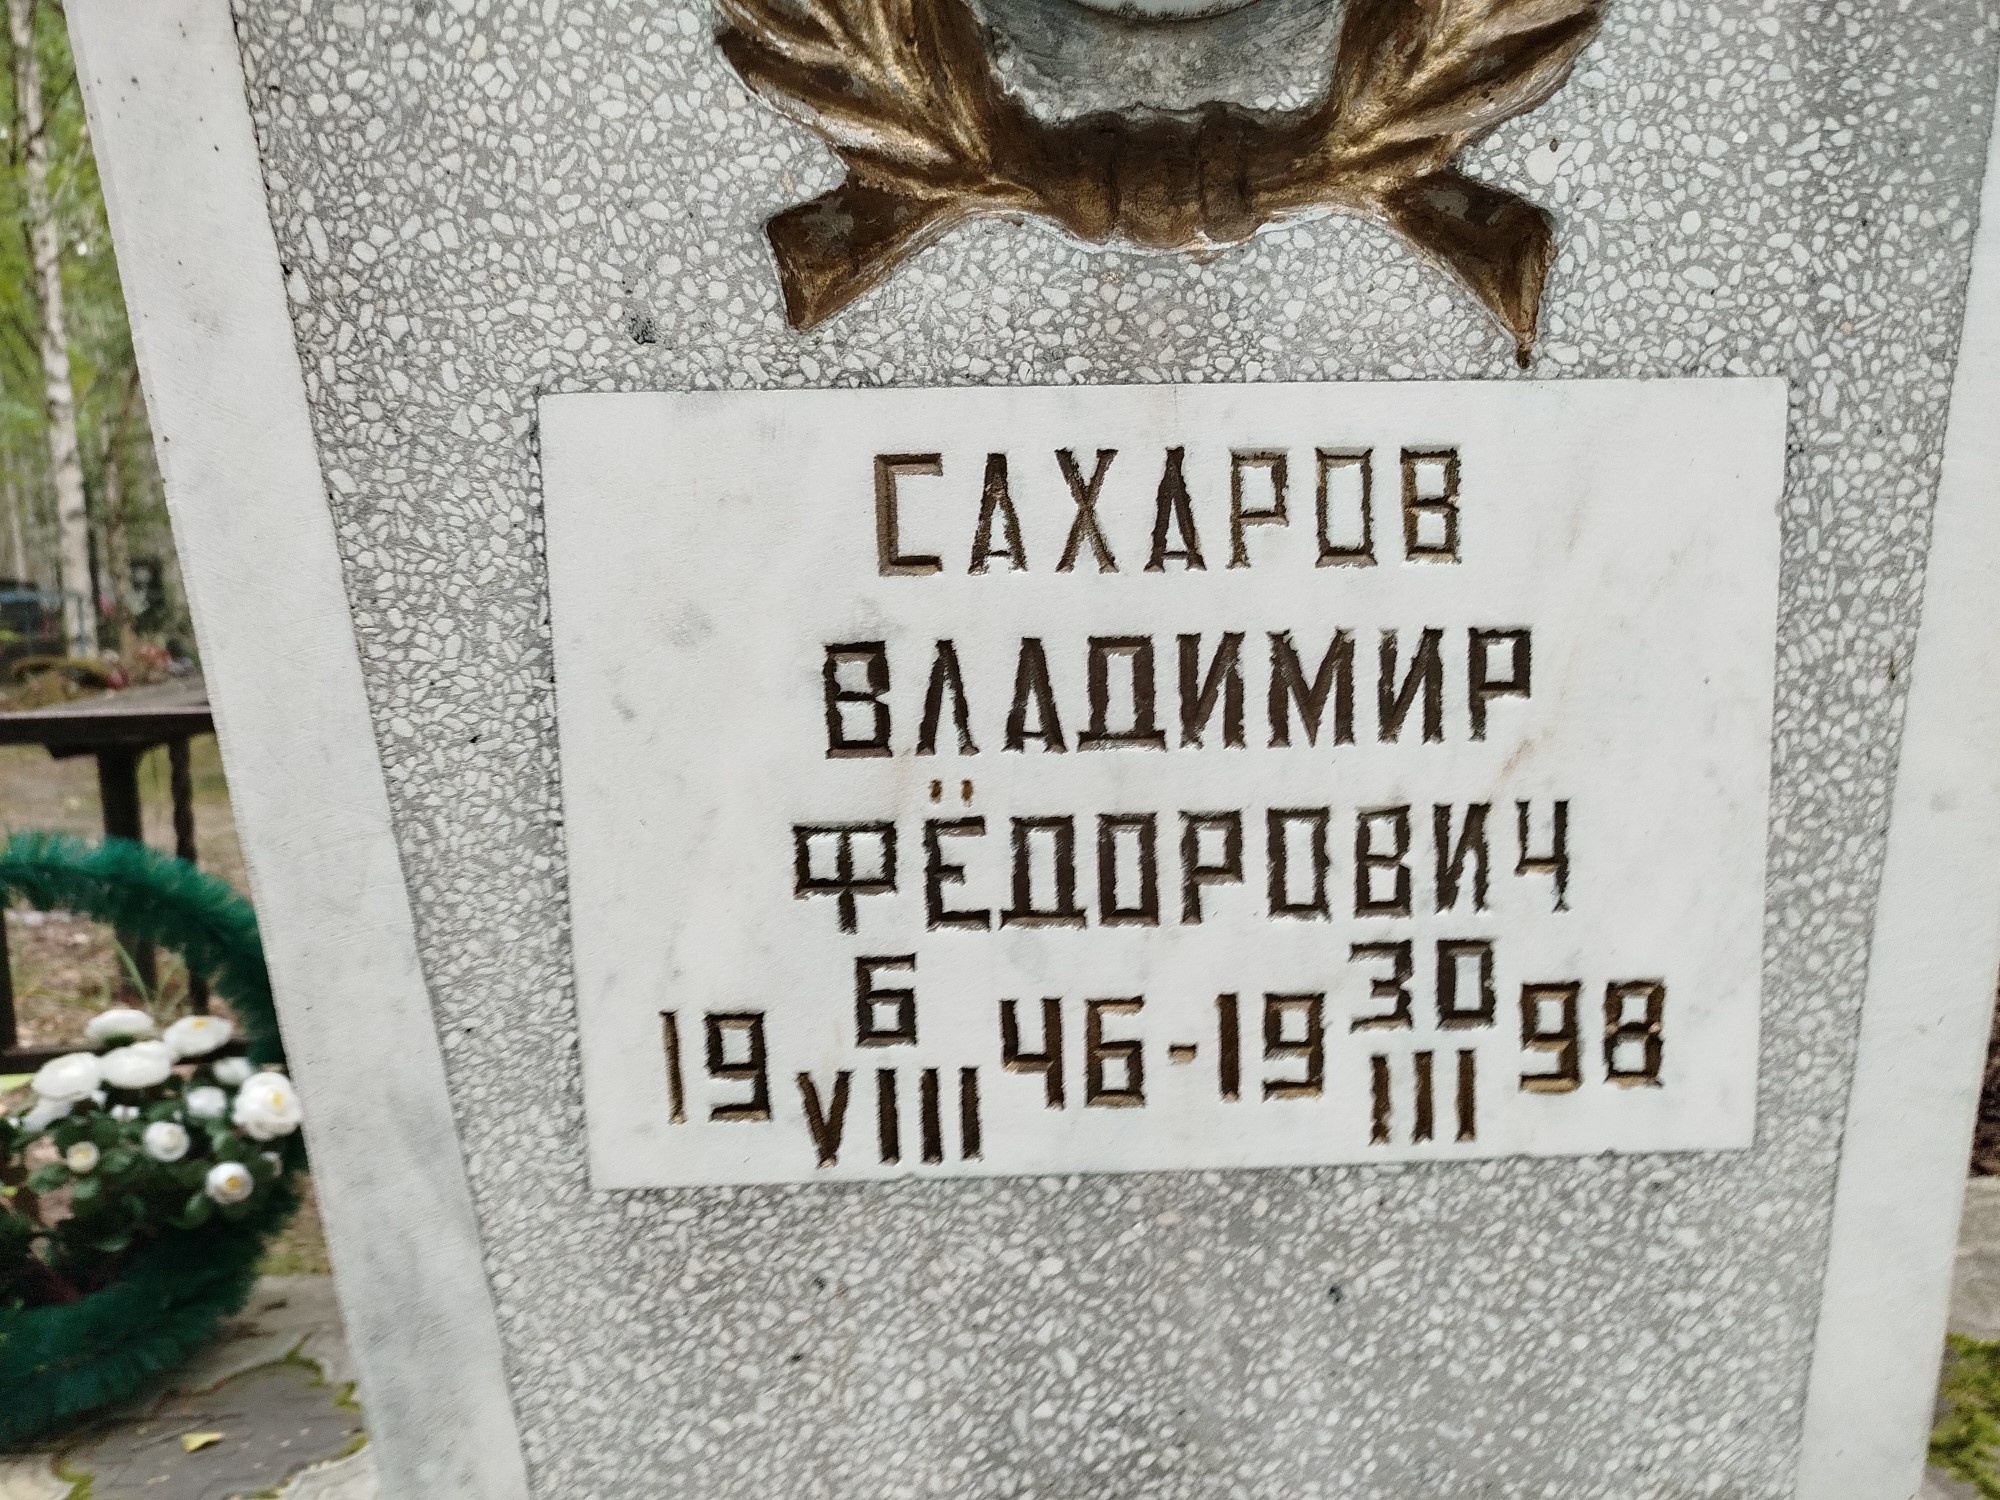 САХАРОВ
ВЛАДИМИР
ФЁДОРОВИЧ
19 6/VIII 46-19 30/III 98